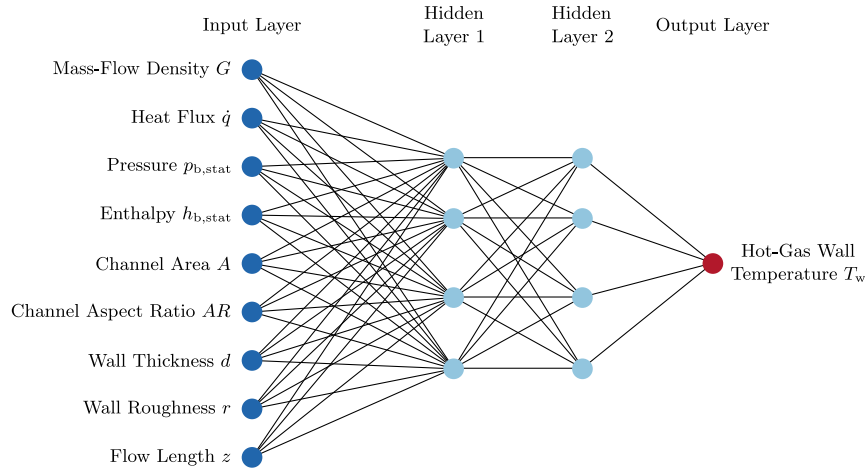 Input Layer
Hidden
Layer 1
Hidden
Layer 2
Output Layer
Mass-Flow Density G
Heat Flux q̇
Pressure p_b,stat
Enthalpy h_b,stat
Channel Area A
Channel Aspect Ratio AR
Wall Thickness d
Wall Roughness r
Flow Length z
Hot-Gas Wall
Temperature T_w